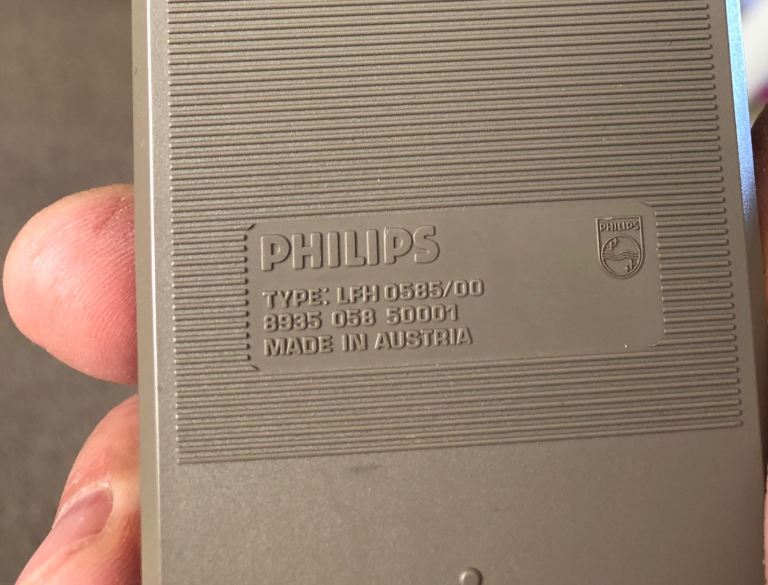 PHILIPS
PHILIPS
TYPE: LFH 0585/00
8935 058 50001
MADE IN AUSTRIA